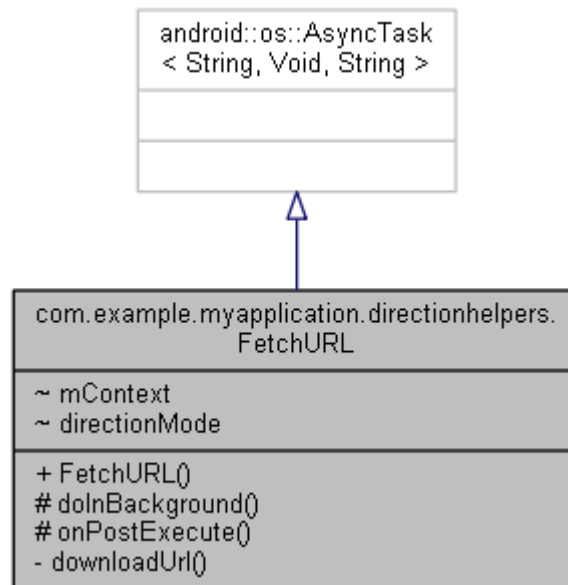 android::os::AsyncTask
< String, Void, String >
com.example.myapplication.directionhelpers.
FetchURL
~ mContext
~ directionMode
+ FetchURL()
# doInBackground()
# onPostExecute()
- downloadUrl()